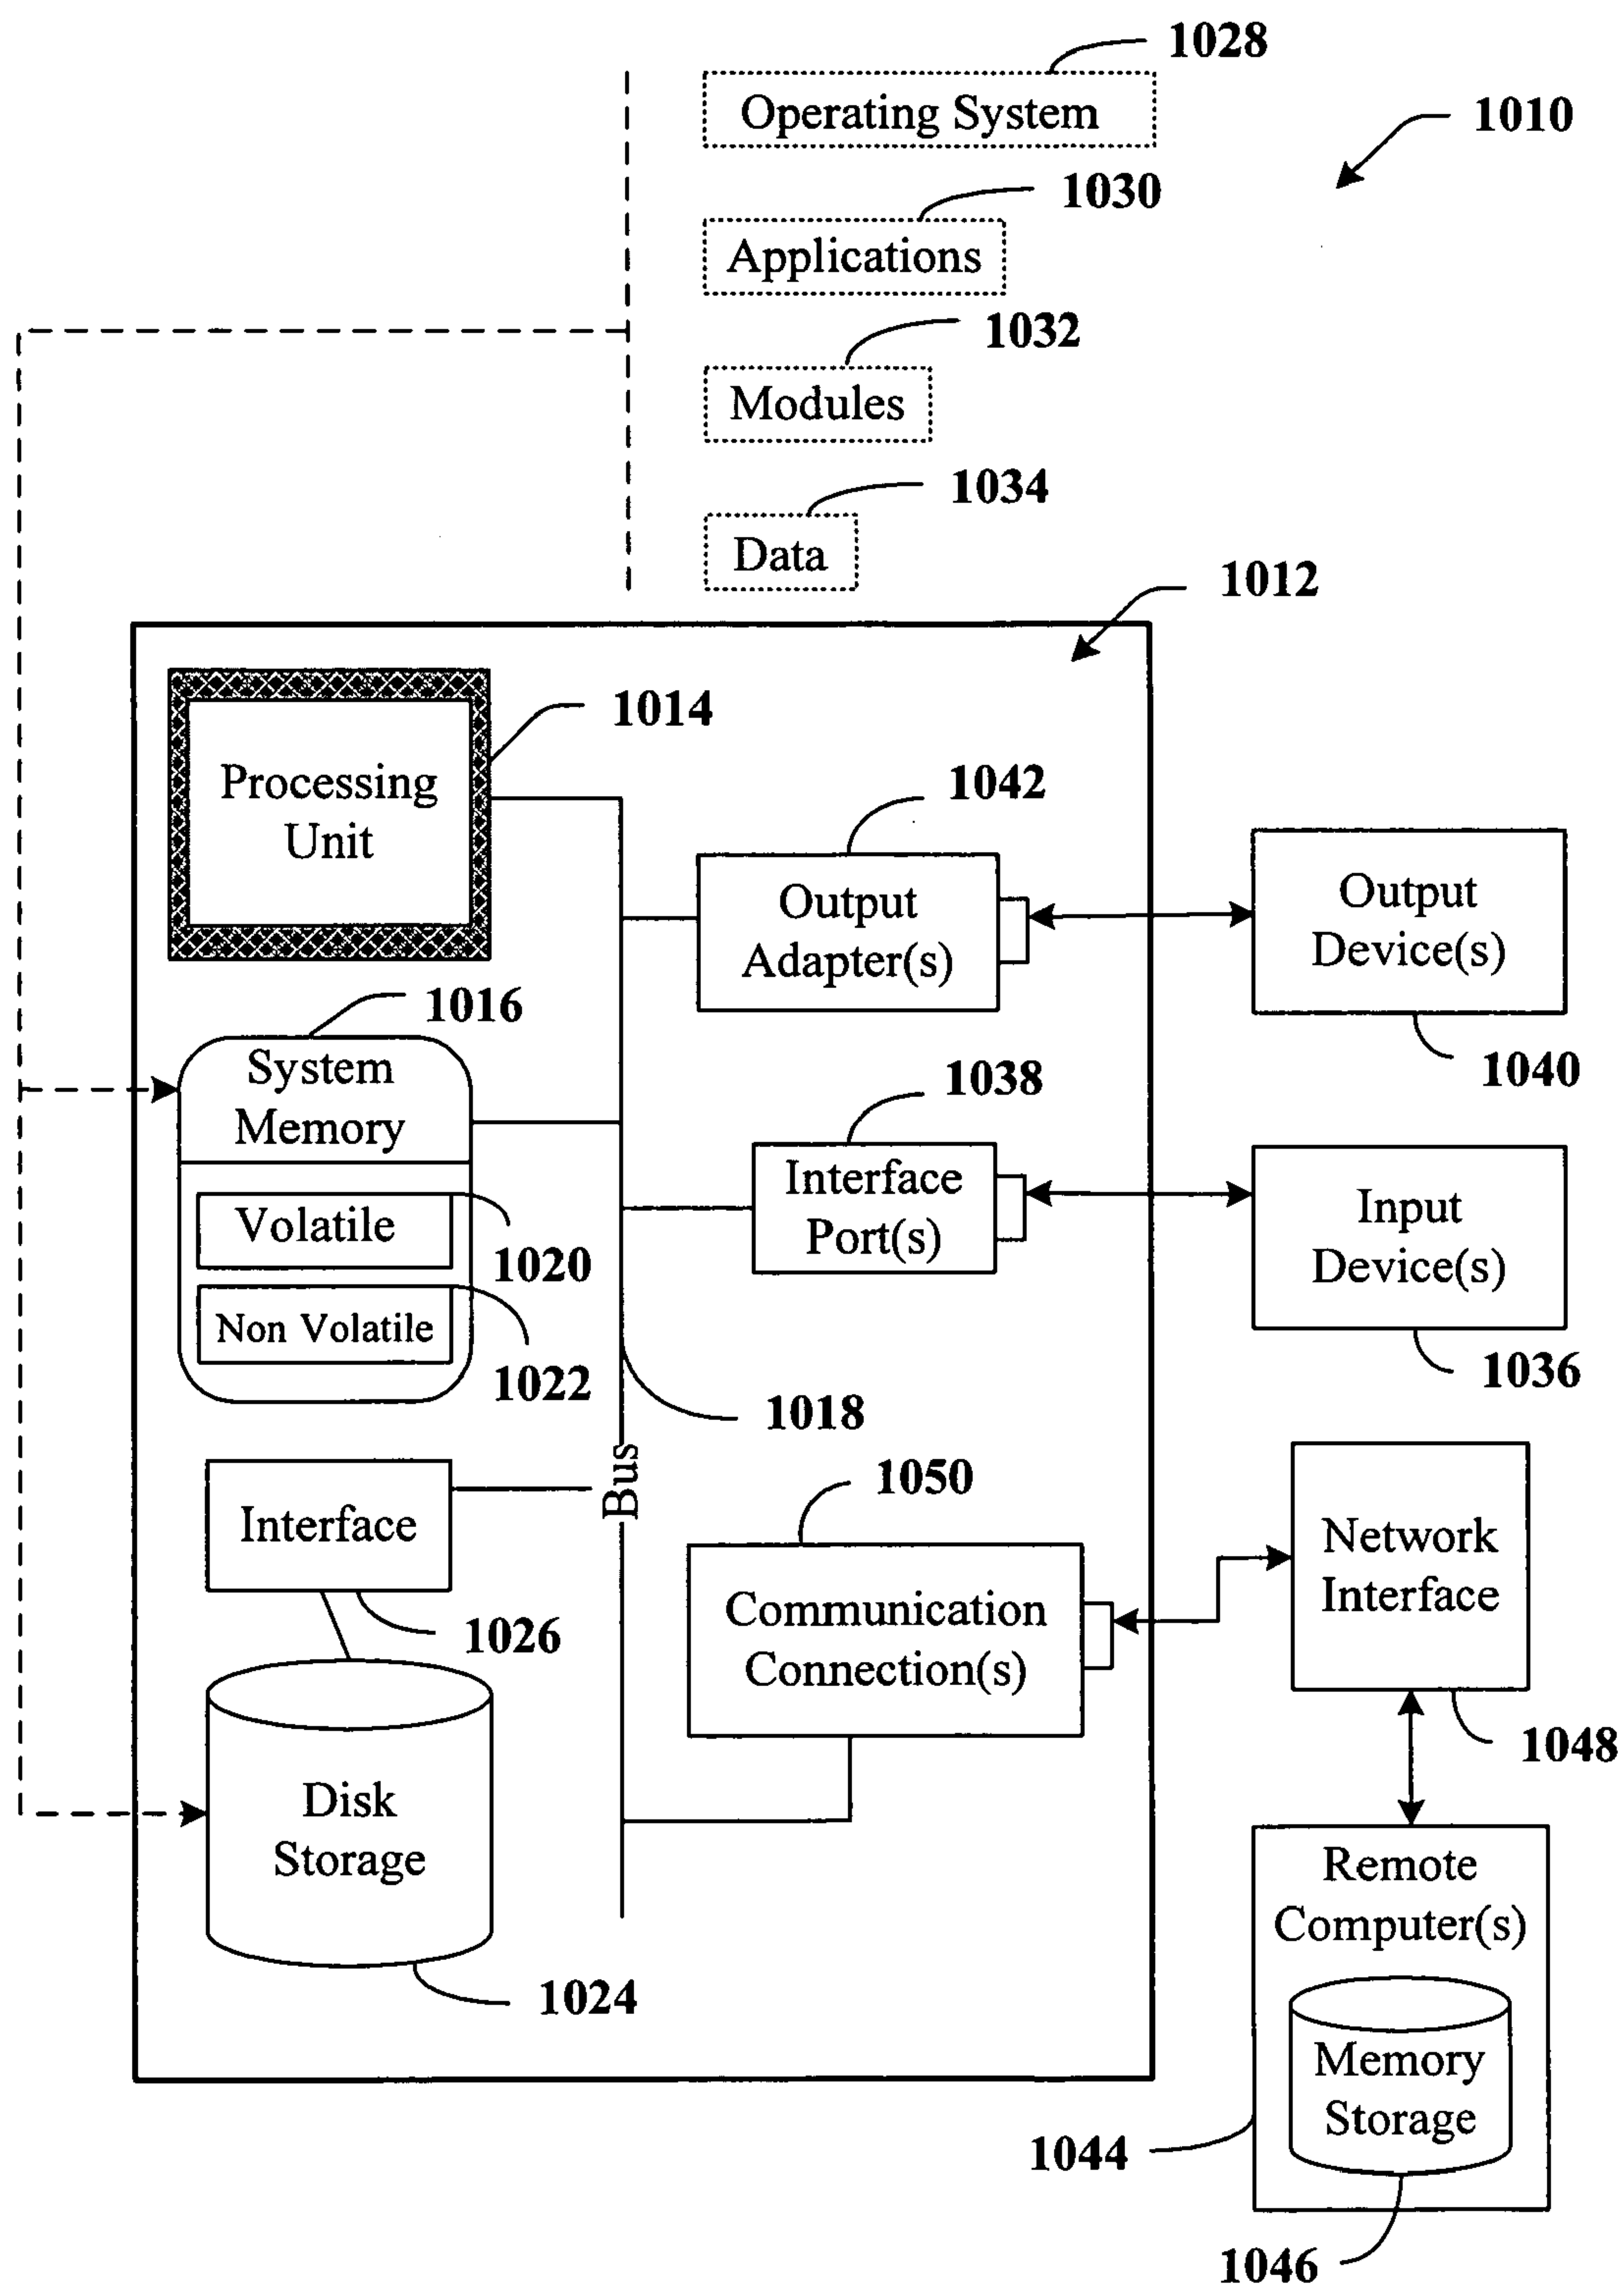 1028
Operating System
1010
1030
Applications
1032
Modules
1034
Data
1012
1014
Processing
Unit
1042
Output
Adapter(s)
Output
Device(s)
1040
1016
System
Memory
1038
Interface
Port(s)
Input
Device(s)
1036
Volatile
1020
Non Volatile
1022
1018
Bus
Interface
1026
1050
Communication
Connection(s)
Network
Interface
1048
Disk
Storage
1024
Remote
Computer(s)
Memory
Storage
1044
1046